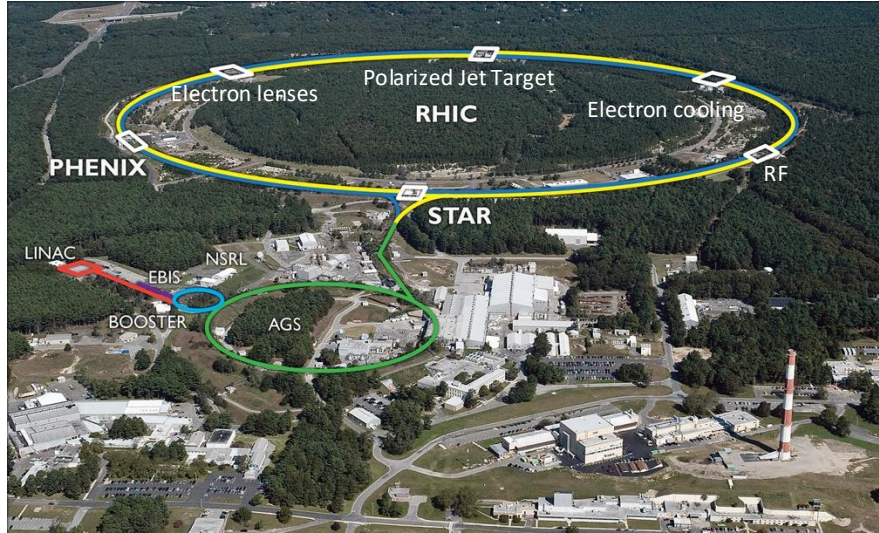 Polarized Jet Target
Electron lenses
RHIC
Electron cooling
PHENIX
RF
STAR
NSRL
LINAC
EBIS
BOOSTER
AGS